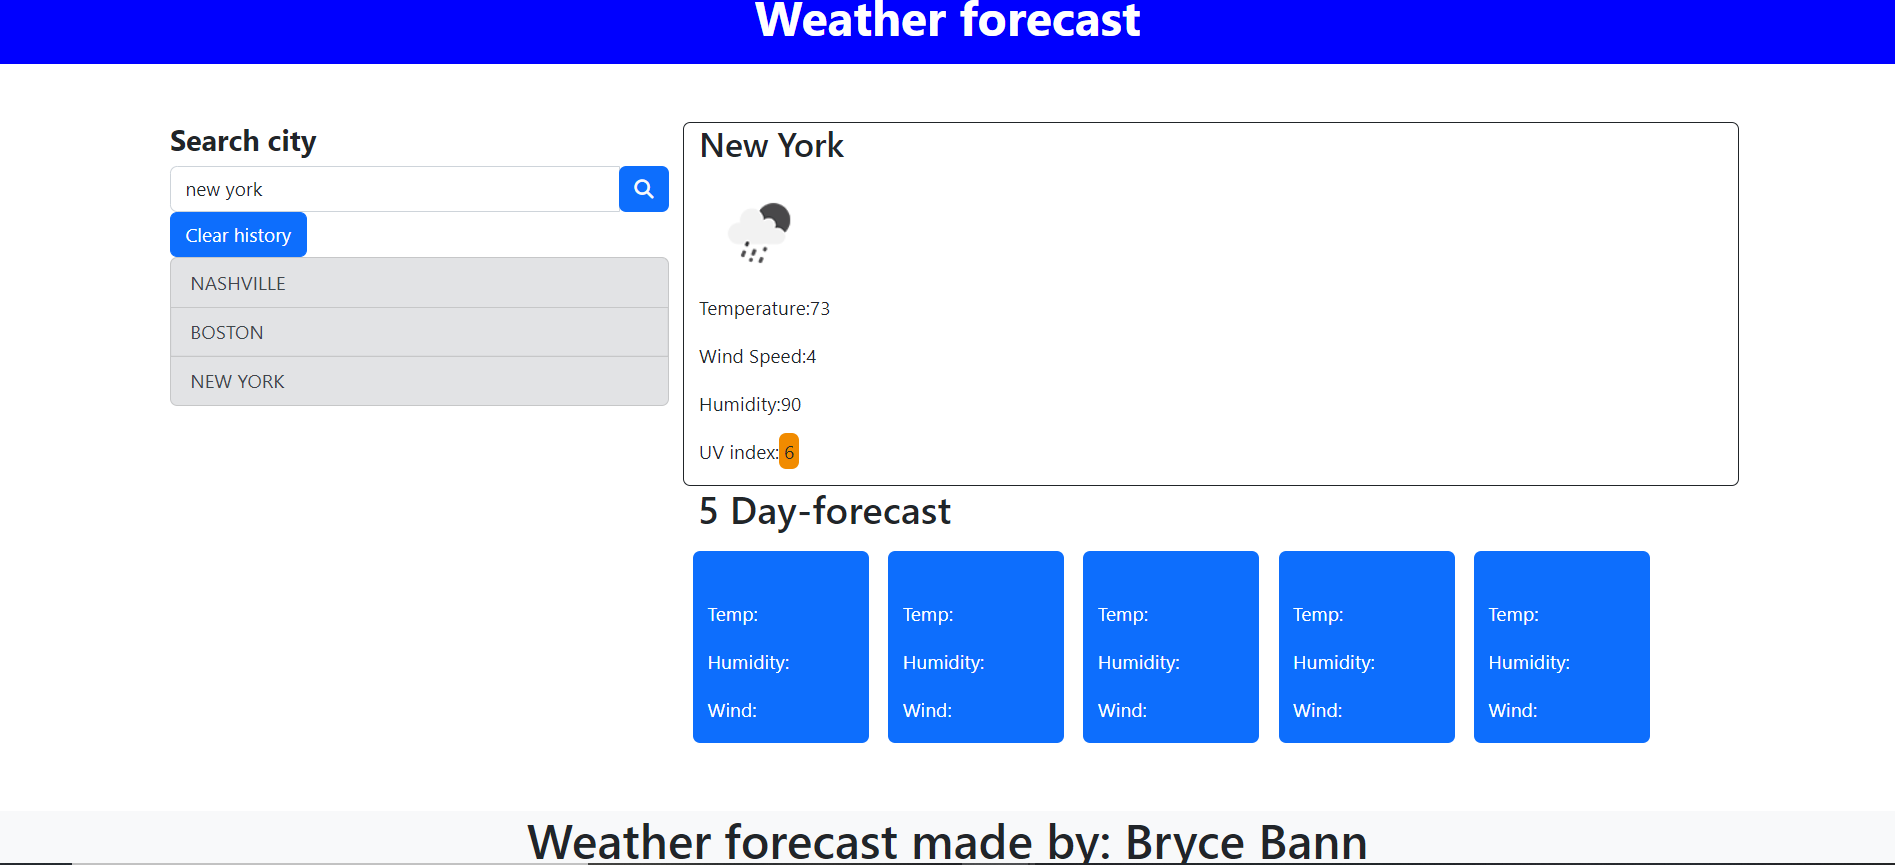 Weather forecast
Search city
new york
Clear history
NASHVILLE
BOSTON
NEW YORK
New York
Temperature:73
Wind Speed:4
Humidity:90
UV index:6
5 Day-forecast
Temp:
Humidity:
Wind:
Temp:
Humidity:
Wind:
Temp:
Humidity:
Wind:
Temp:
Humidity:
Wind:
Temp:
Humidity:
Wind:
Weather forecast made by: Bryce Bann